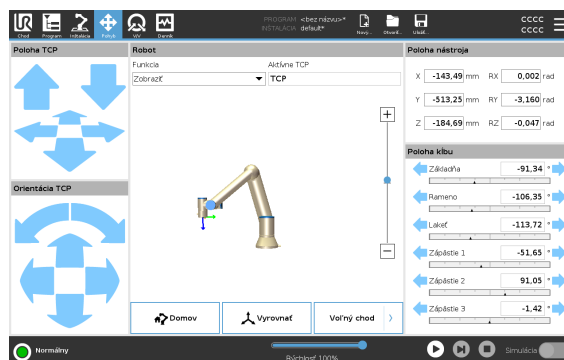 UR
PROGRAM <bez názvu>*
INŠTALÁCIA default*
Chod Program Inštalácia Pohyb V/V Denník Nový... Otvoriť... Uložiť...
CCCC
CCCC
Poloha TCP
Robot
Poloha nástroja
Funkcia
Aktívne TCP
Zobraziť
TCP
X -143,49 mm RX 0,002 rad
Y -513,25 mm RY -3,160 rad
Z -184,69 mm RZ -0,047 rad
Poloha kĺbu
Základňa -91,34 °
Orientácia TCP
Rameno -106,35 °
Lakeť -113,72 °
Zápästie 1 -51,65 °
Zápästie 2 91,05 °
Zápästie 3 -1,42 °
Domov
Vyrovnať
Voľný chod
Normálny
Rýchlosť 100%
Simulácia